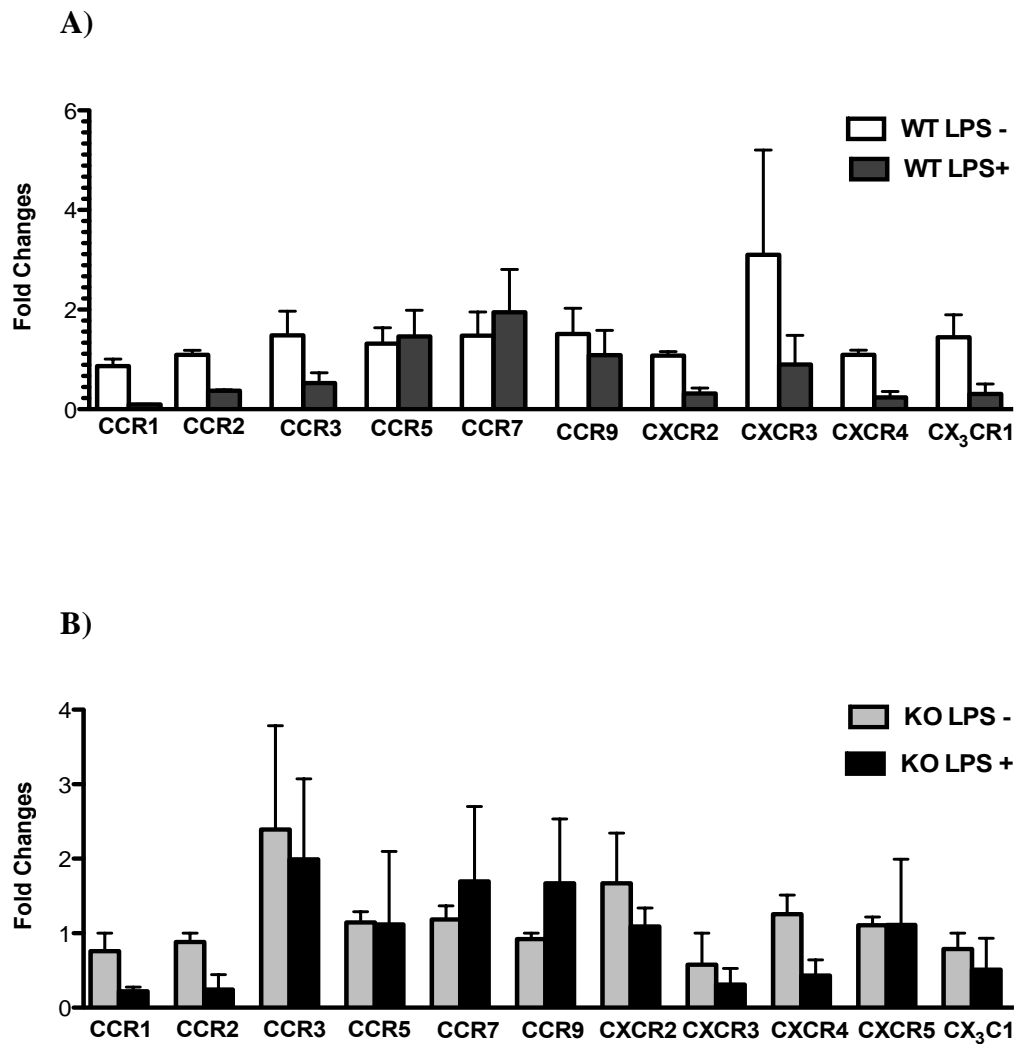 A)
6
4
2
0
Fold Changes
WT LPS -
WT LPS+
CCR1 CCR2 CCR3 CCR5 CCR7 CCR9 CXCR2 CXCR3 CXCR4 CX₃CR1
B)
4
3
2
1
0
Fold Changes
KO LPS -
KO LPS +
CCR1 CCR2 CCR3 CCR5 CCR7 CCR9 CXCR2 CXCR3 CXCR4 CXCR5 CX₃C1